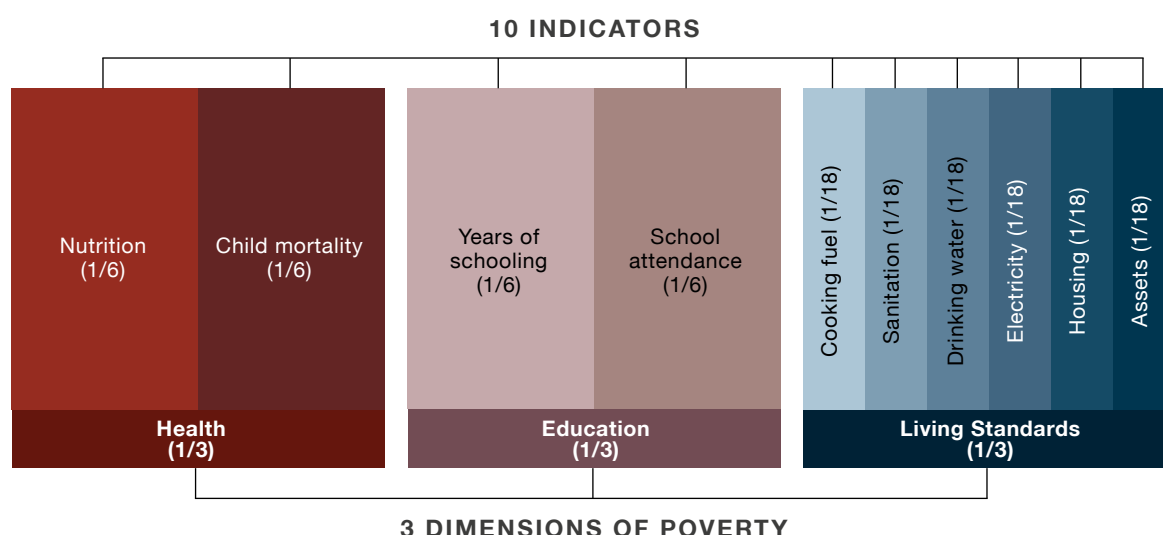 10 INDICATORS
Nutrition
(1/6)
Child mortality
(1/6)
Years of
schooling
(1/6)
School
attendance
(1/6)
Cooking fuel (1/18)
Sanitation (1/18)
Drinking water (1/18)
Electricity (1/18)
Housing (1/18)
Assets (1/18)
Health
(1/3)
Education
(1/3)
Living Standards
(1/3)
3 DIMENSIONS OF POVERTY